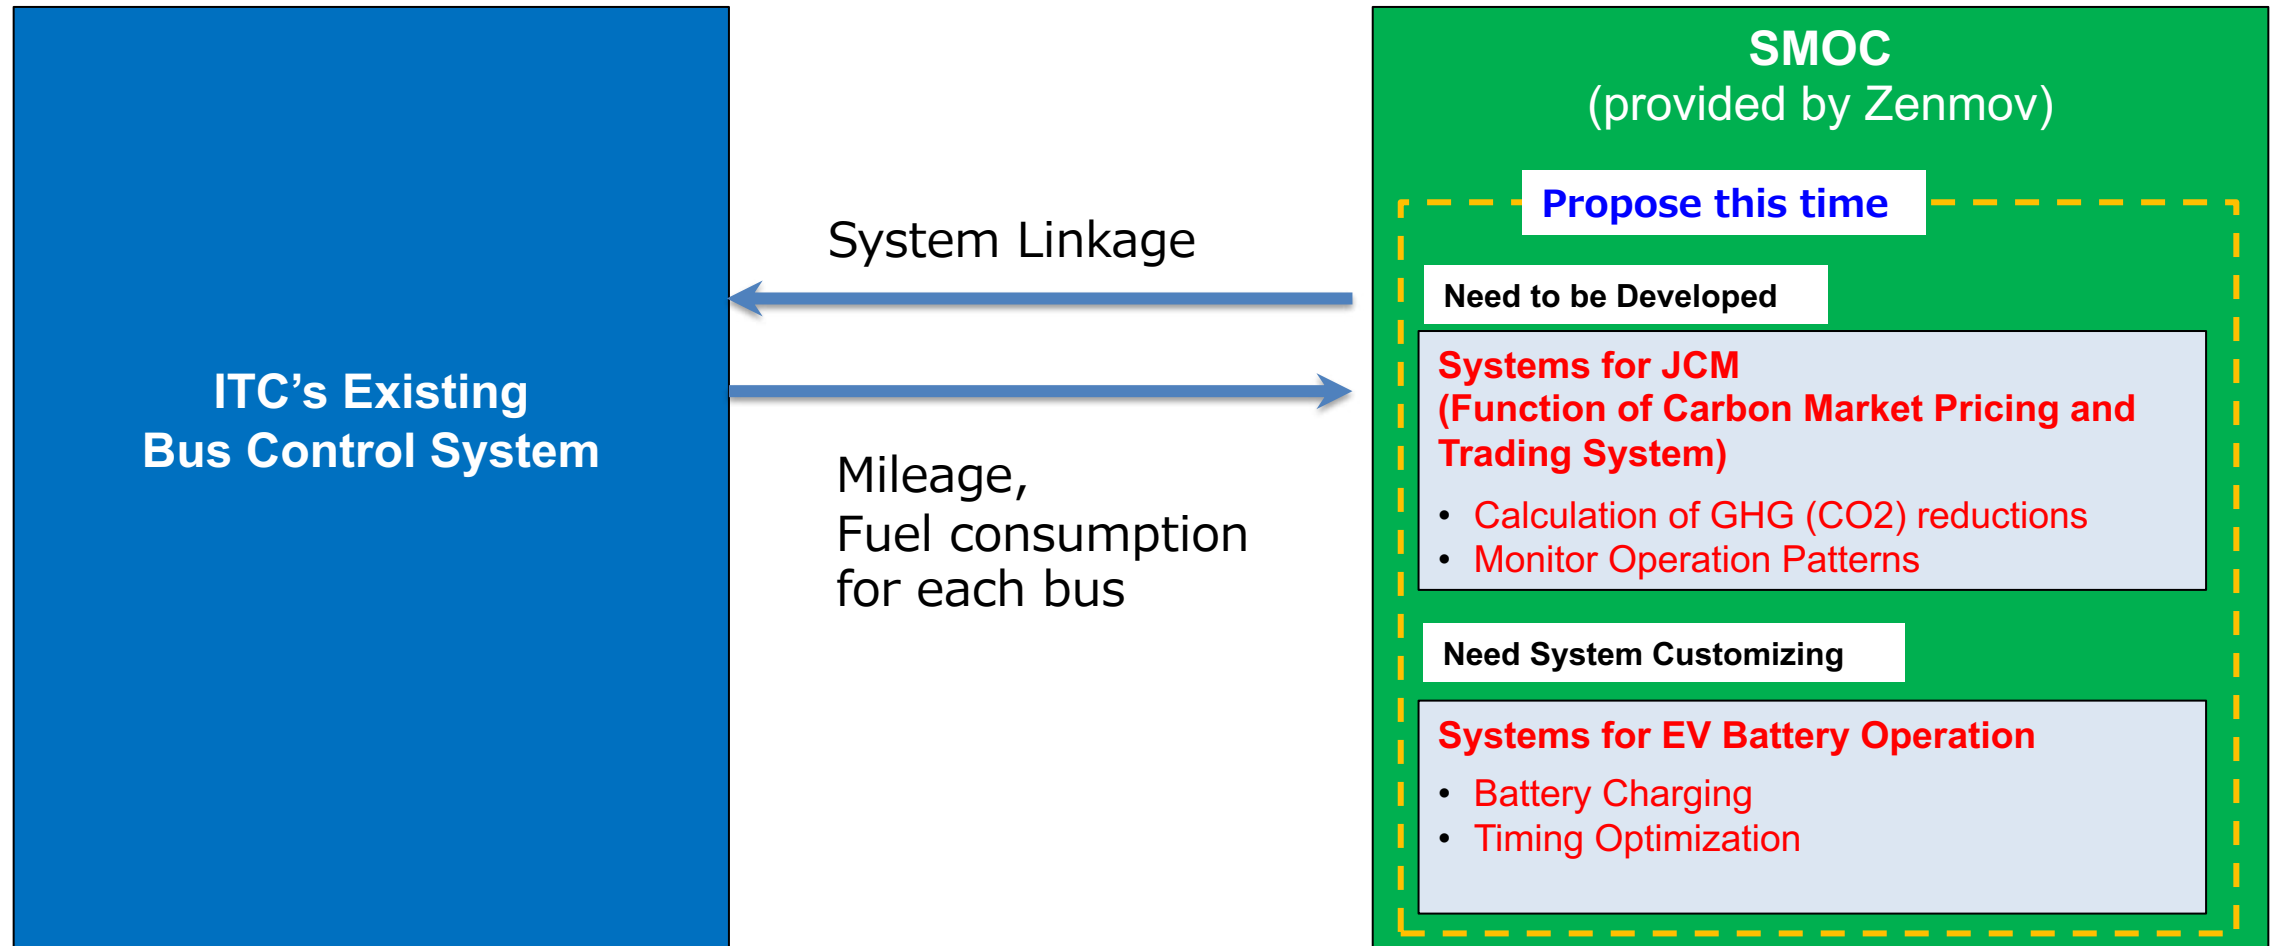 ITC’s Existing
Bus Control System
System Linkage
Mileage,
Fuel consumption
for each bus
SMOC
(provided by Zenmov)
Propose this time
Need to be Developed
Systems for JCM
(Function of Carbon Market Pricing and
Trading System)
• Calculation of GHG (CO2) reductions
• Monitor Operation Patterns
Need System Customizing
Systems for EV Battery Operation
• Battery Charging
• Timing Optimization